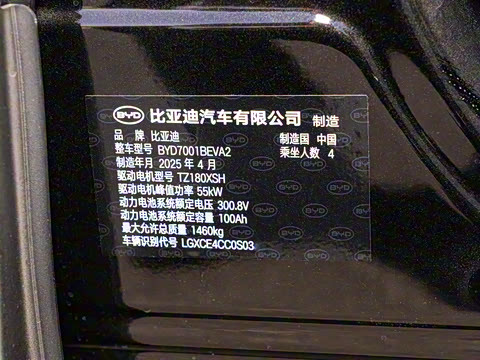 BYD 比亚迪汽车有限公司 制造
品 牌 比亚迪 制造国 中国
整车型号 BYD7001BEVA2 乘坐人数 4
制造年月 2025 年 4 月
驱动电机型号 TZ180XSH
驱动电机峰值功率 55kW
动力电池系统额定电压 300.8V
动力电池系统额定容量 100Ah
最大允许总质量 1460kg
车辆识别代号 LGXCE4CC0S03